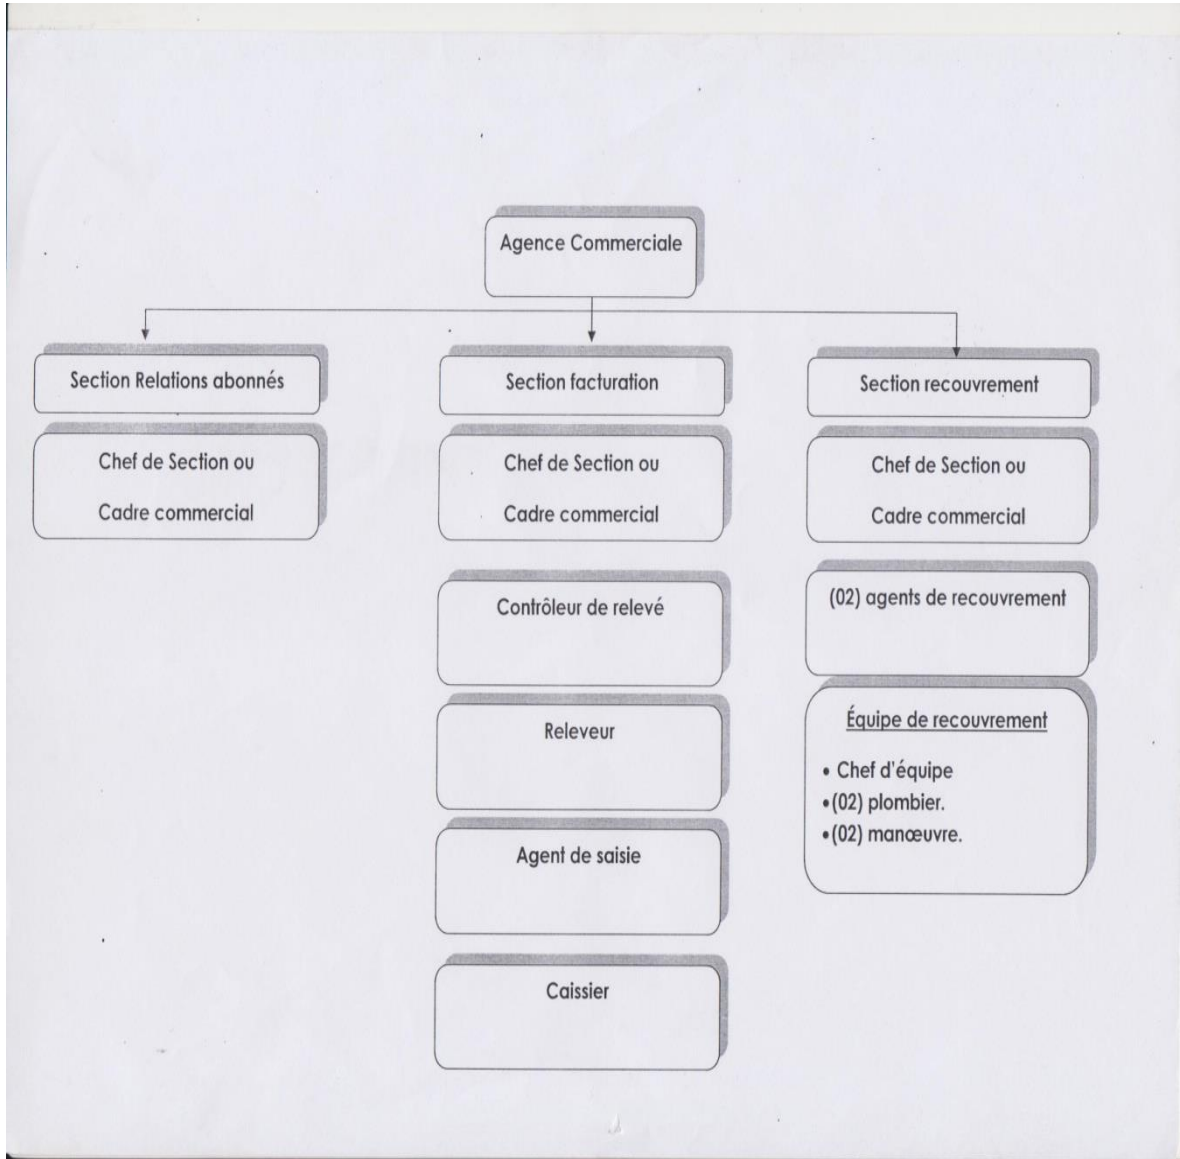 Agence Commerciale
Section Relations abonnés
Chef de Section ou
Cadre commercial
Section facturation
Chef de Section ou
Cadre commercial
Contrôleur de relevé
Releveur
Agent de saisie
Caissier
Section recouvrement
Chef de Section ou
Cadre commercial
(02) agents de recouvrement
Équipe de recouvrement
• Chef d'équipe
•(02) plombier.
•(02) manœuvre.